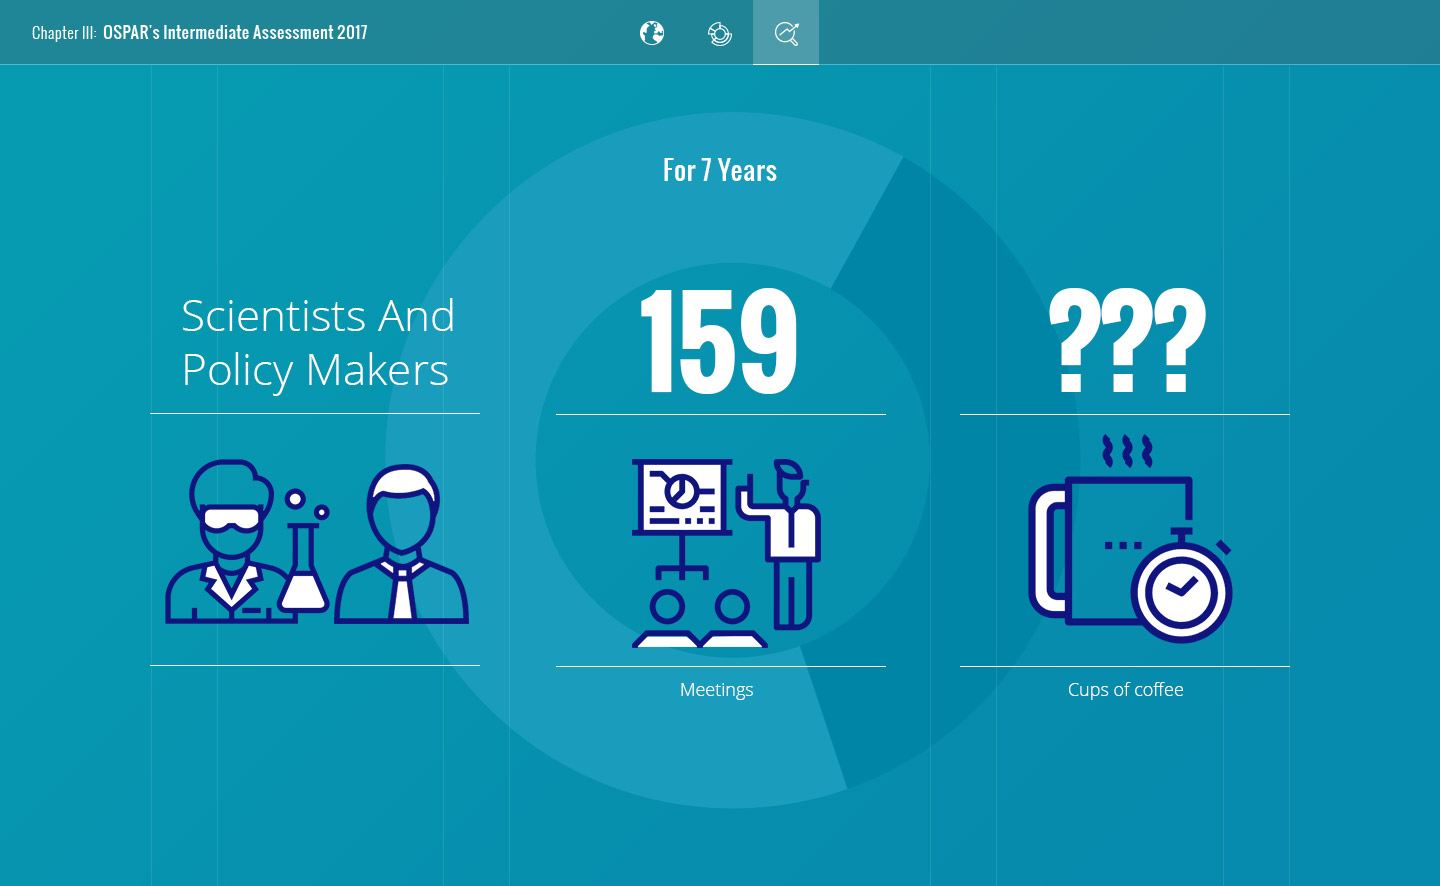 Chapter III: OSPAR's Intermediate Assessment 2017
For 7 Years
Scientists And
Policy Makers
159
???
Meetings
Cups of coffee